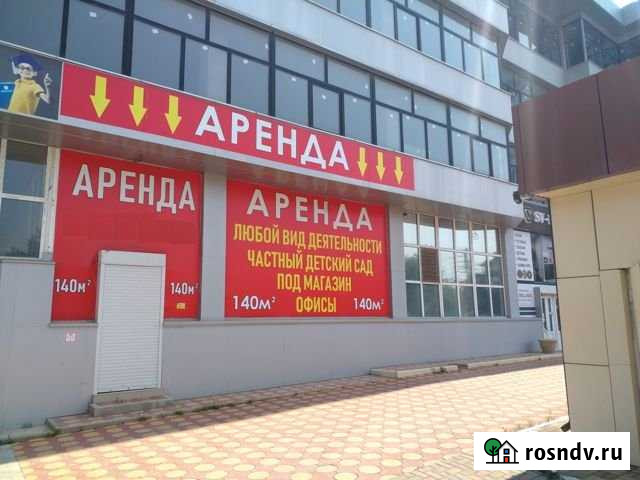 АРЕНДА
АРЕНДА
140м²
140м²
АРЕНДА
ЛЮБОЙ ВИД ДЕЯТЕЛЬНОСТИ
ЧАСТНЫЙ ДЕТСКИЙ САД
ПОД МАГАЗИН
140м² ОФИСЫ 140м²
rosndv.ru